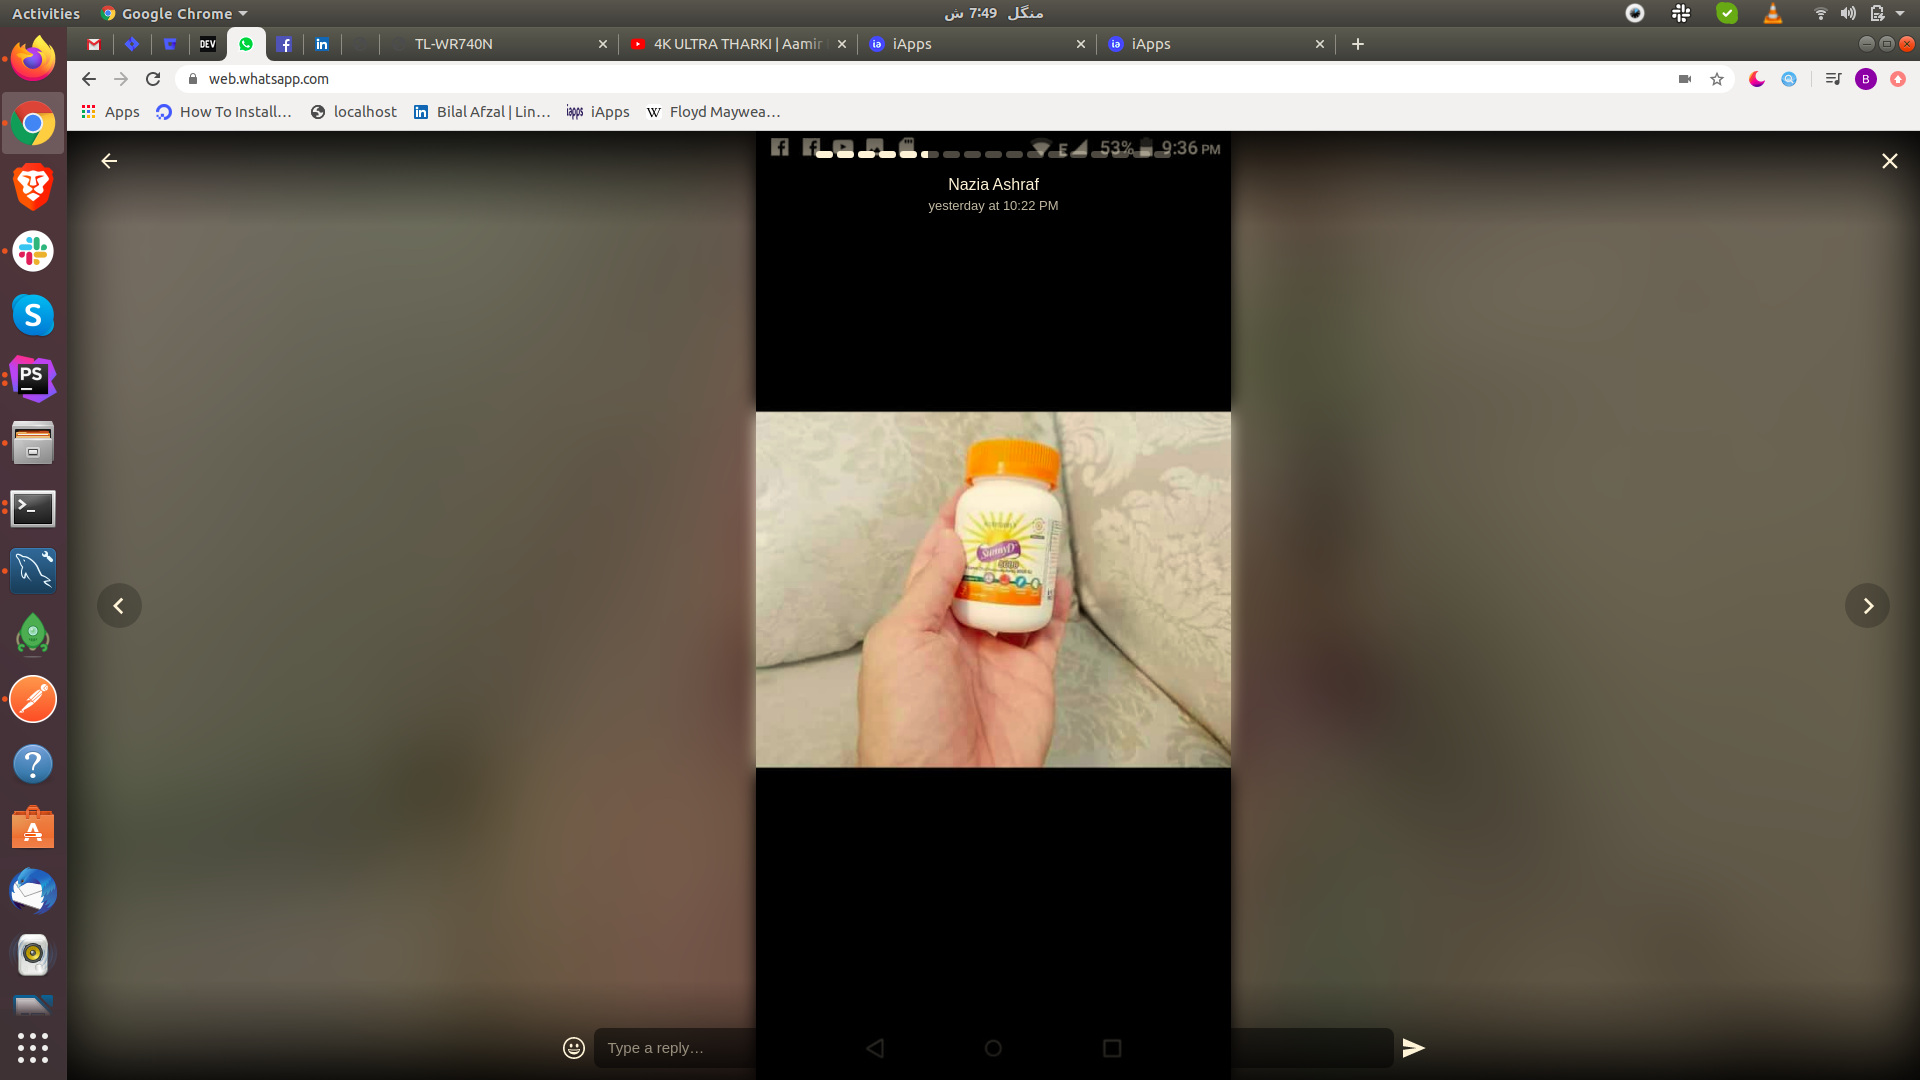 Activities
Google Chrome
منگل  7:49 ش
TL-WR740N
4K ULTRA THARKI | Aamir
iApps
iApps
web.whatsapp.com
B
Apps
How To Install…
localhost
Bilal Afzal | Lin…
iApps
Floyd Maywea…
E 53% 9:36 PM
Nazia Ashraf
yesterday at 10:22 PM
SunnyD
Type a reply…
DEV
PS